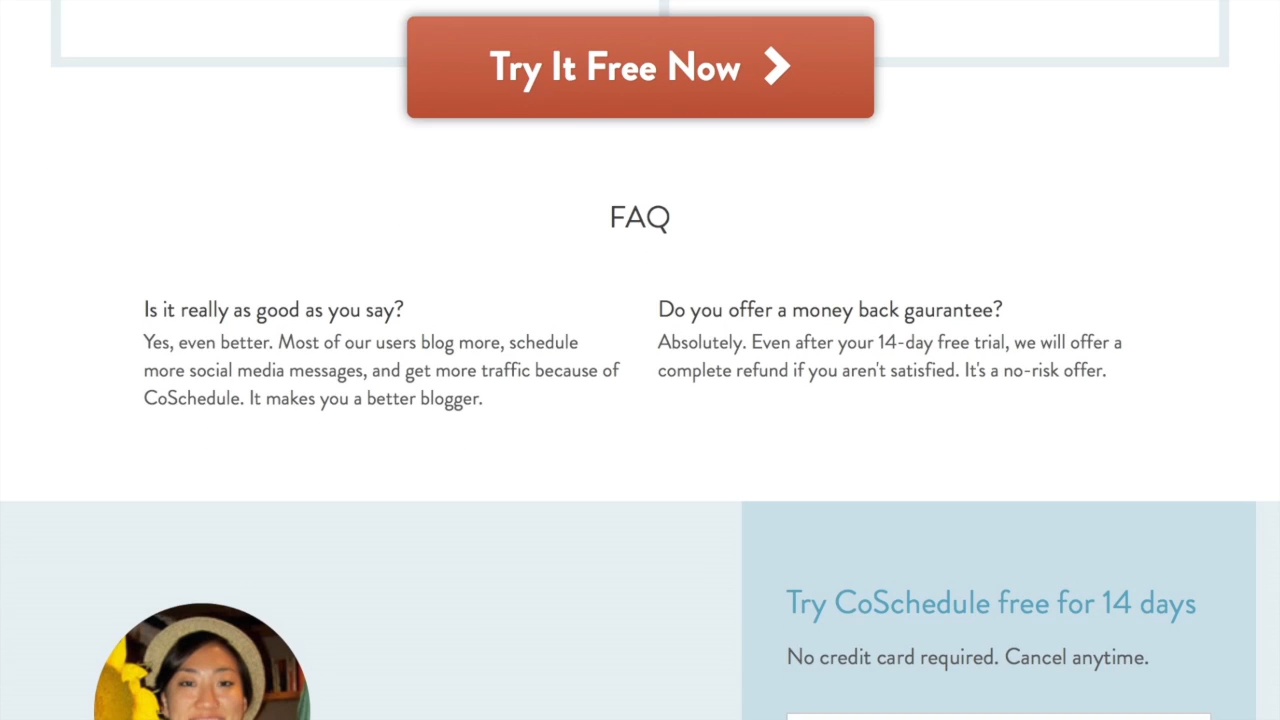 Try It Free Now
FAQ
Is it really as good as you say?
Yes, even better. Most of our users blog more, schedule
more social media messages, and get more traffic because of
CoSchedule. It makes you a better blogger.
Do you offer a money back gaurantee?
Absolutely. Even after your 14-day free trial, we will offer a
complete refund if you aren't satisfied. It's a no-risk offer.
Try CoSchedule free for 14 days
No credit card required. Cancel anytime.